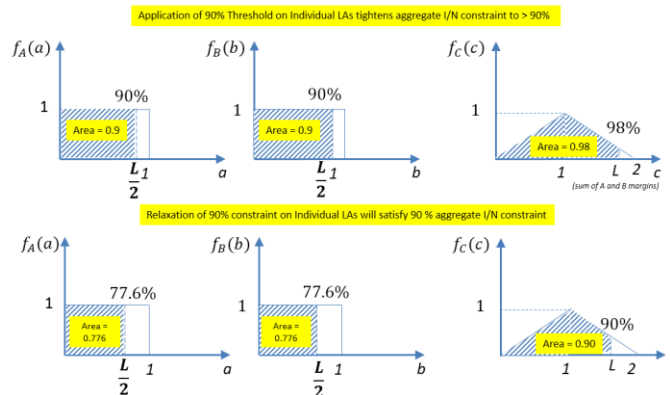 Application of 90% Threshold on Individual LAs tightens aggregate I/N constraint to > 90%
f_A(a)
f_B(b)
f_C(c)
90%
90%
1
1
1
98%
Area = 0.9
Area = 0.9
Area = 0.98
L/2
1
a
L/2
1
b
1
L
2
c
(sum of A and B margins)
Relaxation of 90% constraint on Individual LAs will satisfy 90 % aggregate I/N constraint
f_A(a)
f_B(b)
f_C(c)
77.6%
77.6%
1
1
1
90%
Area =
0.776
Area =
0.776
Area = 0.90
L/2
1
a
L/2
1
b
1
L
2
c